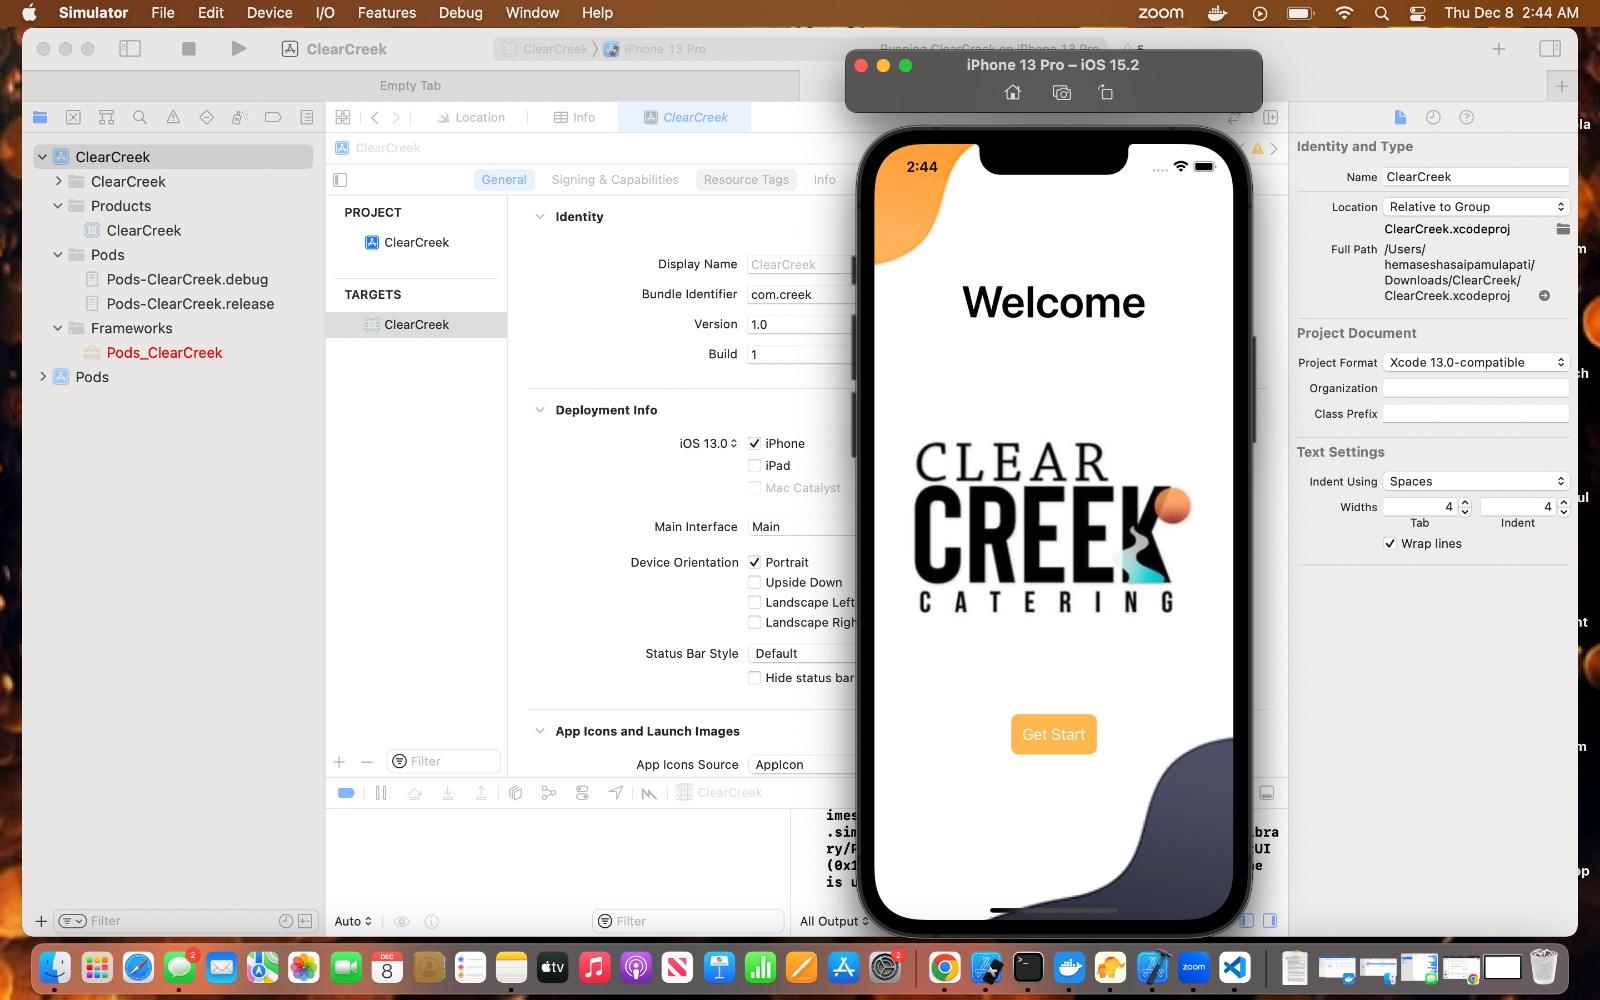 Simulator File Edit Device I/O Features Debug Window Help zoom Thu Dec 8 2:44 AM
ClearCreek ClearCreek iPhone 13 Pro Running ClearCreek on iPhone 13 Pro 5
iPhone 13 Pro – iOS 15.2
Empty Tab
Location Info ClearCreek
ClearCreek
General Signing & Capabilities Resource Tags Info
ClearCreek
ClearCreek
Products
ClearCreek
Pods
Pods-ClearCreek.debug
Pods-ClearCreek.release
Frameworks
Pods_ClearCreek
Pods
Filter
PROJECT
ClearCreek
TARGETS
ClearCreek
Filter
Identity
Display Name ClearCreek
Bundle Identifier com.creek
Version 1.0
Build 1
Deployment Info
iOS 13.0 iPhone
iPad
Mac Catalyst
Main Interface Main
Device Orientation Portrait
Upside Down
Landscape Left
Landscape Righ
Status Bar Style Default
Hide status bar
App Icons and Launch Images
App Icons Source AppIcon
ClearCreek
imes
.sim
ry/P
(0x1
is u
bra
UI
Auto Filter All Output
2:44
Welcome
CLEAR
CREEK
CATERING
Get Start
Identity and Type
Name ClearCreek
Location Relative to Group
ClearCreek.xcodeproj
Full Path /Users/
hemaseshasaipamulapati/
Downloads/ClearCreek/
ClearCreek.xcodeproj
Project Document
Project Format Xcode 13.0-compatible
Organization
Class Prefix
Text Settings
Indent Using Spaces
Widths 4 4
Tab Indent
Wrap lines
2 DEC 8 tv 2 zoom